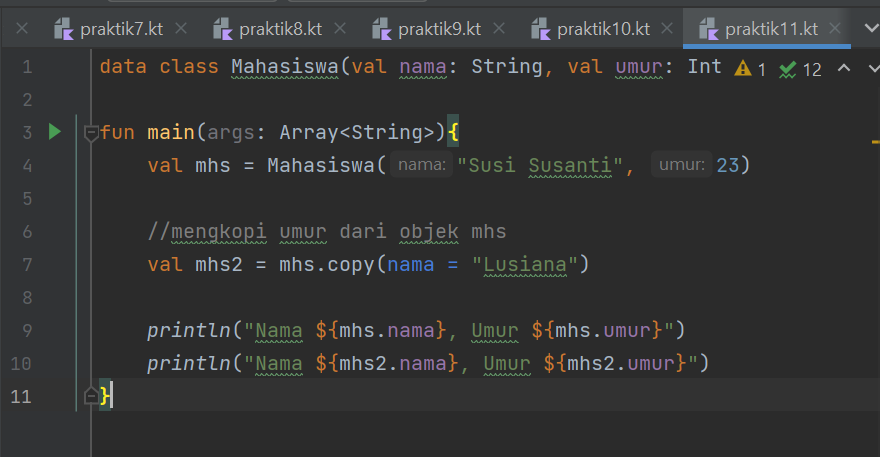 praktik7.kt praktik8.kt praktik9.kt praktik10.kt praktik11.kt
1 data class Mahasiswa(val nama: String, val umur: Int 1 12
2
3 fun main(args: Array<String>){
4 val mhs = Mahasiswa( nama: "Susi Susanti", umur: 23)
5
6 //mengkopi umur dari objek mhs
7 val mhs2 = mhs.copy(nama = "Lusiana")
8
9 println("Nama ${mhs.nama}, Umur ${mhs.umur}")
10 println("Nama ${mhs2.nama}, Umur ${mhs2.umur}")
11 }